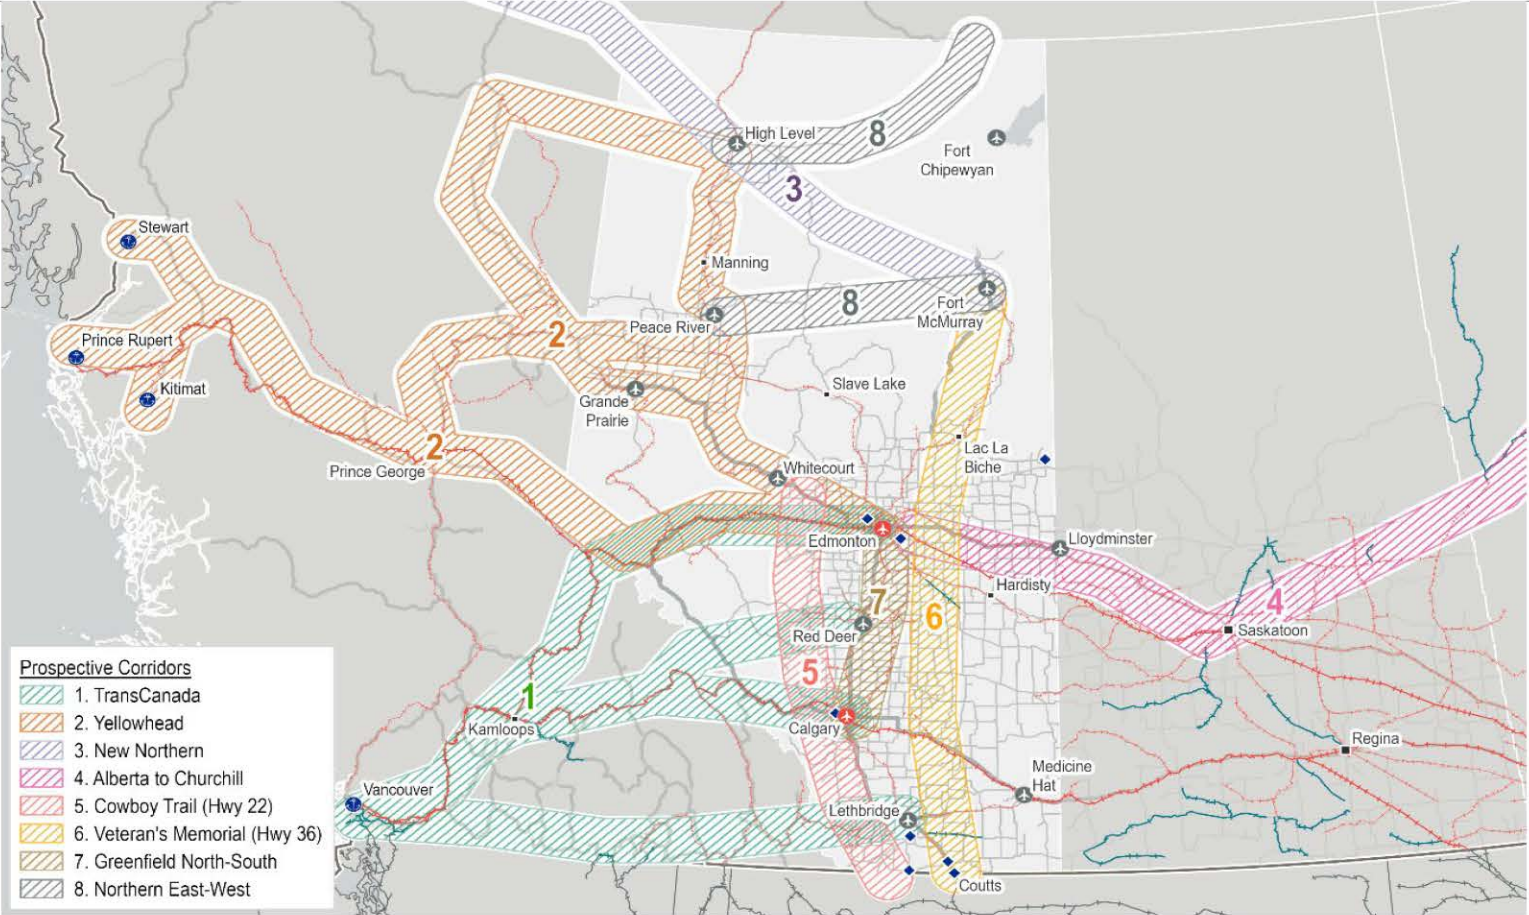 High Level
8
Fort
Chipewyan
3
Stewart
Manning
8
Fort
McMurray
Peace River
2
Prince Rupert
Kitimat
Slave Lake
Grande
Prairie
2
Prince George
Lac La
Biche
Whitecourt
Edmonton
Lloydminster
Hardisty
7
6
4
Red Deer
Saskatoon
5
1
Kamloops
Calgary
Regina
Medicine
Hat
Vancouver
Lethbridge
Coutts
Prospective Corridors
1. TransCanada
2. Yellowhead
3. New Northern
4. Alberta to Churchill
5. Cowboy Trail (Hwy 22)
6. Veteran's Memorial (Hwy 36)
7. Greenfield North-South
8. Northern East-West